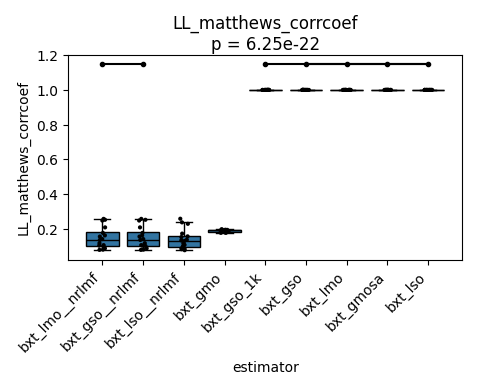 LL_matthews_corrcoef
p = 6.25e-22
LL_matthews_corrcoef
1.2
1.0
0.8
0.6
0.4
0.2
bxt_lmo__nrlmf
bxt_gso__nrlmf
bxt_lso__nrlmf
bxt_gmo
bxt_gso_1k
bxt_gso
bxt_lmo
bxt_gmosa
bxt_lso
estimator